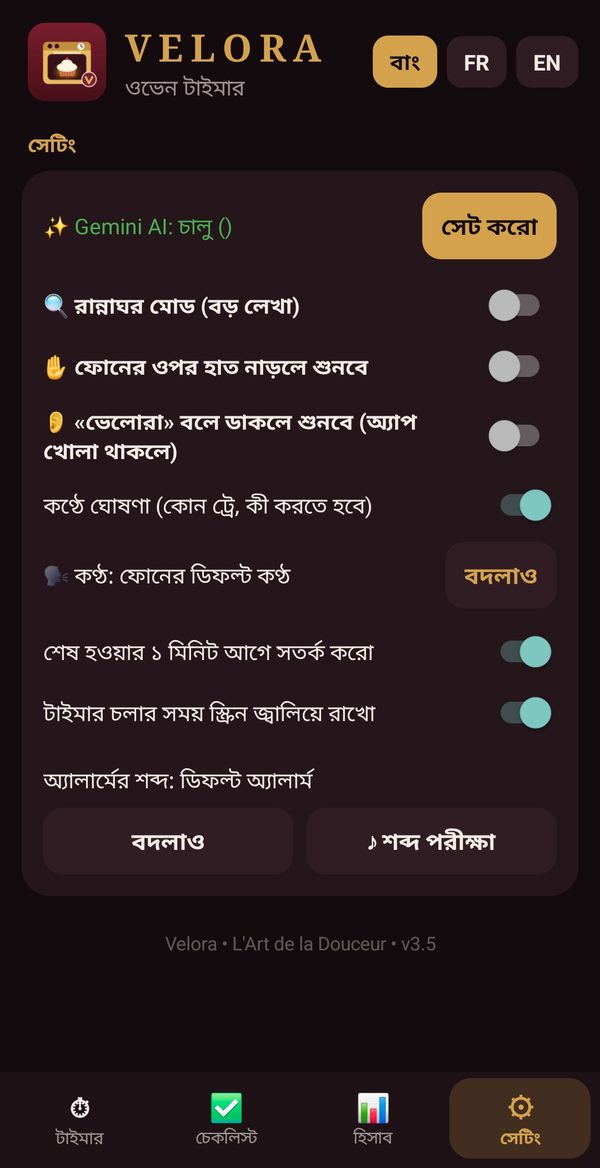 VELORA
ওভেন টাইমার
বাং
FR
EN
সেটিং
✨ Gemini AI: চালু ()
সেট করো
🔍 রান্নাঘর মোড (বড় লেখা)
✋ ফোনের ওপর হাত নাড়লে শুনবে
👂 «ভেলোরা» বলে ডাকলে শুনবে (অ্যাপ
খোলা থাকলে)
কণ্ঠে ঘোষণা (কোন ট্রে, কী করতে হবে)
🗣️ কণ্ঠ: ফোনের ডিফল্ট কণ্ঠ
বদলাও
শেষ হওয়ার ১ মিনিট আগে সতর্ক করো
টাইমার চলার সময় স্ক্রিন জ্বালিয়ে রাখো
অ্যালার্মের শব্দ: ডিফল্ট অ্যালার্ম
বদলাও
♪ শব্দ পরীক্ষা
Velora • L'Art de la Douceur • v3.5
টাইমার
চেকলিস্ট
হিসাব
সেটিং